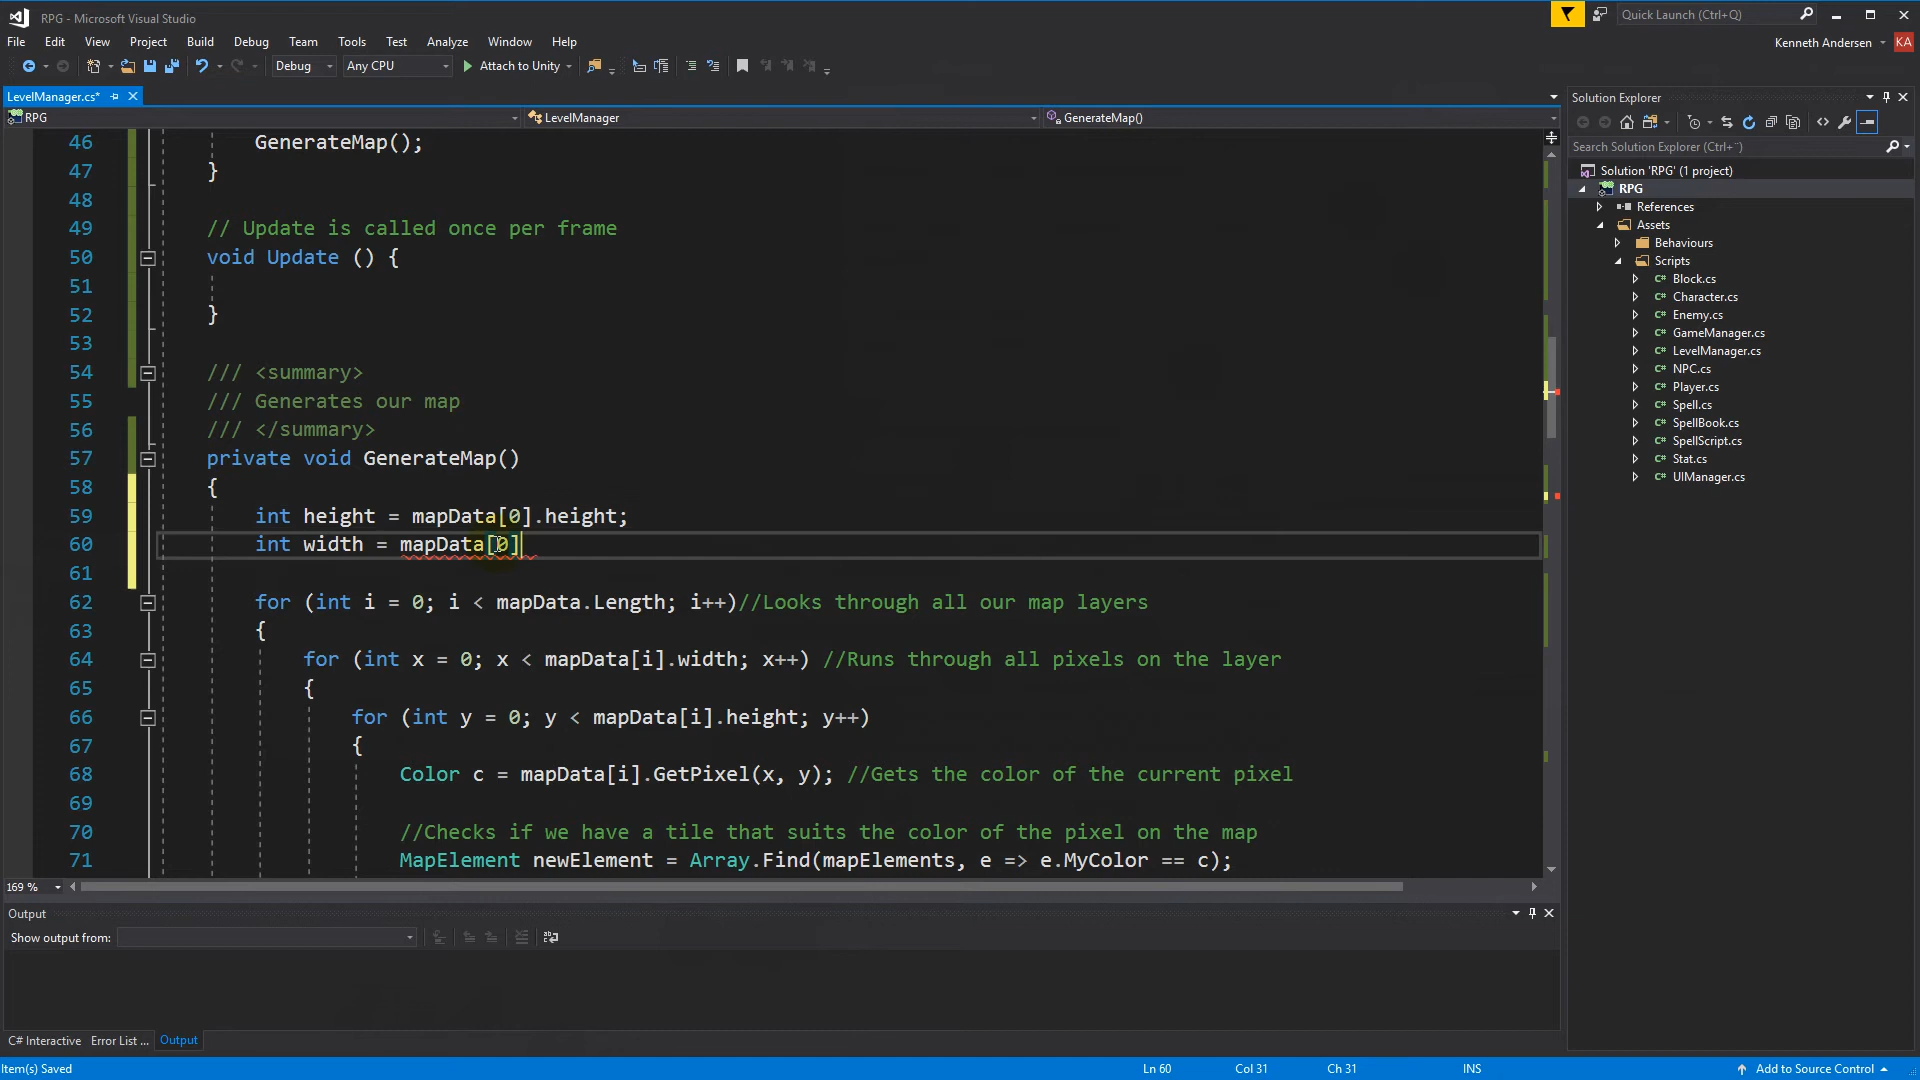 RPG - Microsoft Visual Studio
Quick Launch (Ctrl+Q)
File Edit View Project Build Debug Team Tools Test Analyze Window Help
Kenneth Andersen KA
Debug Any CPU Attach to Unity
LevelManager.cs*
RPG LevelManager GenerateMap()
46 GenerateMap();
47 }
48
49 // Update is called once per frame
50 void Update () {
51
52 }
53
54 /// <summary>
55 /// Generates our map
56 /// </summary>
57 private void GenerateMap()
58 {
59 int height = mapData[0].height;
60 int width = mapData[0]
61
62 for (int i = 0; i < mapData.Length; i++)//Looks through all our map layers
63 {
64 for (int x = 0; x < mapData[i].width; x++) //Runs through all pixels on the layer
65 {
66 for (int y = 0; y < mapData[i].height; y++)
67 {
68 Color c = mapData[i].GetPixel(x, y); //Gets the color of the current pixel
69
70 //Checks if we have a tile that suits the color of the pixel on the map
71 MapElement newElement = Array.Find(mapElements, e => e.MyColor == c);
169 %
Output
Show output from:
C# Interactive Error List ... Output
Solution Explorer
Search Solution Explorer (Ctrl+¨)
Solution 'RPG' (1 project)
RPG
References
Assets
Behaviours
Scripts
C# Block.cs
C# Character.cs
C# Enemy.cs
C# GameManager.cs
C# LevelManager.cs
C# NPC.cs
C# Player.cs
C# Spell.cs
C# SpellBook.cs
C# SpellScript.cs
C# Stat.cs
C# UIManager.cs
Item(s) Saved Ln 60 Col 31 Ch 31 INS Add to Source Control